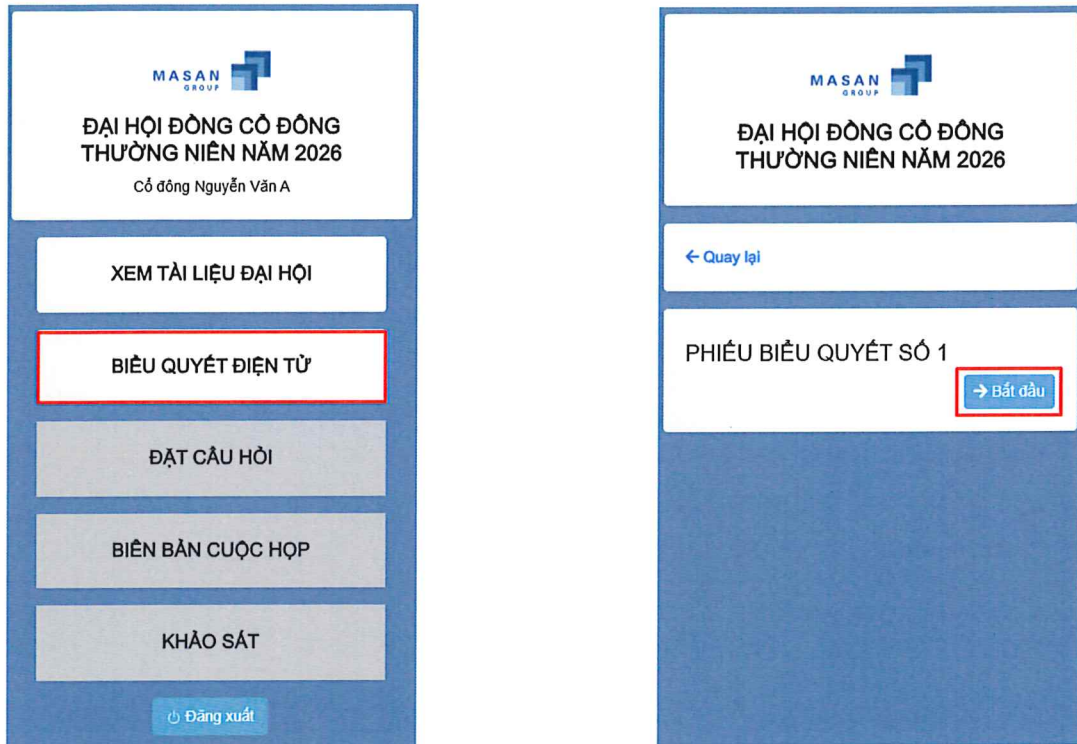 MASAN
GROUP
ĐẠI HỘI ĐỒNG CỔ ĐÔNG
THƯỜNG NIÊN NĂM 2026
Cổ đông Nguyễn Văn A
XEM TÀI LIỆU ĐẠI HỘI
BIỂU QUYẾT ĐIỆN TỬ
ĐẶT CÂU HỎI
BIÊN BẢN CUỘC HỌP
KHẢO SÁT
Đăng xuất
MASAN
GROUP
ĐẠI HỘI ĐỒNG CỔ ĐÔNG
THƯỜNG NIÊN NĂM 2026
← Quay lại
PHIẾU BIỂU QUYẾT SỐ 1
→ Bắt đầu